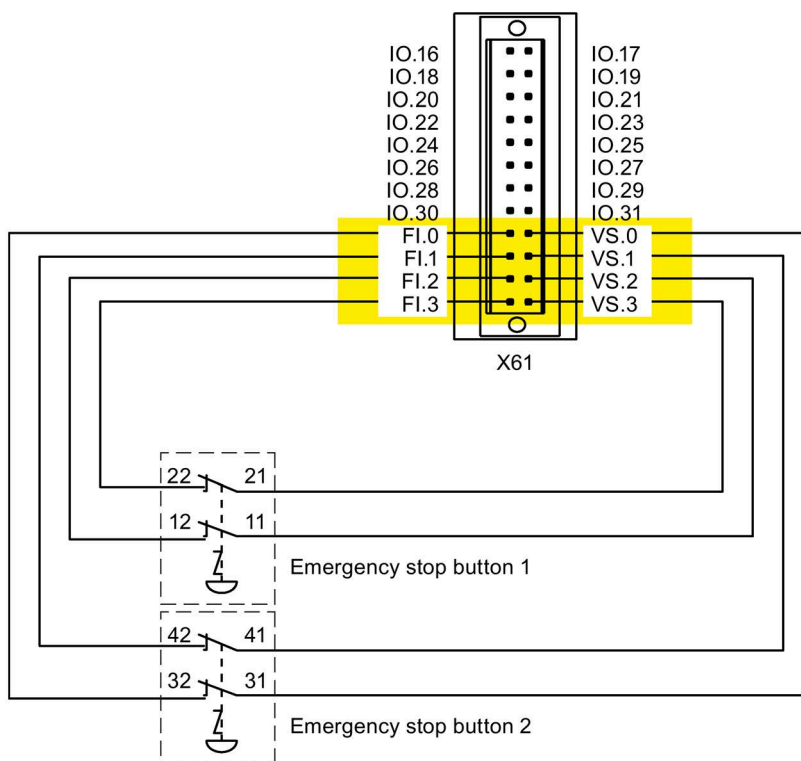 IO.16 IO.17
IO.18 IO.19
IO.20 IO.21
IO.22 IO.23
IO.24 IO.25
IO.26 IO.27
IO.28 IO.29
IO.30 IO.31
FI.0 VS.0
FI.1 VS.1
FI.2 VS.2
FI.3 VS.3
X61
22 21
12 11
Emergency stop button 1
42 41
32 31
Emergency stop button 2